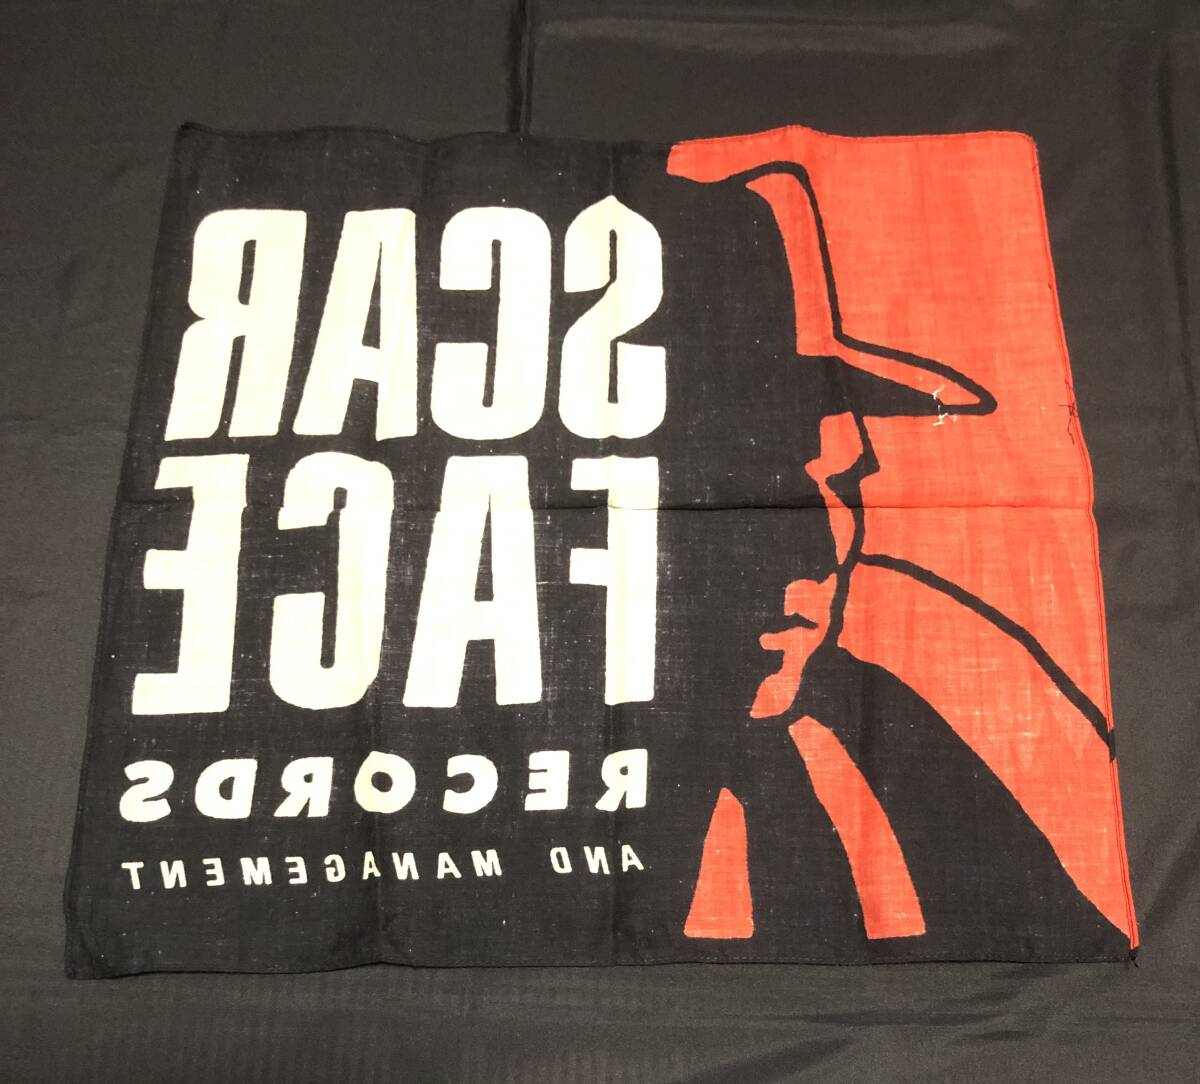 SCAR
FACE
RECORDS
AND MANAGEMENT